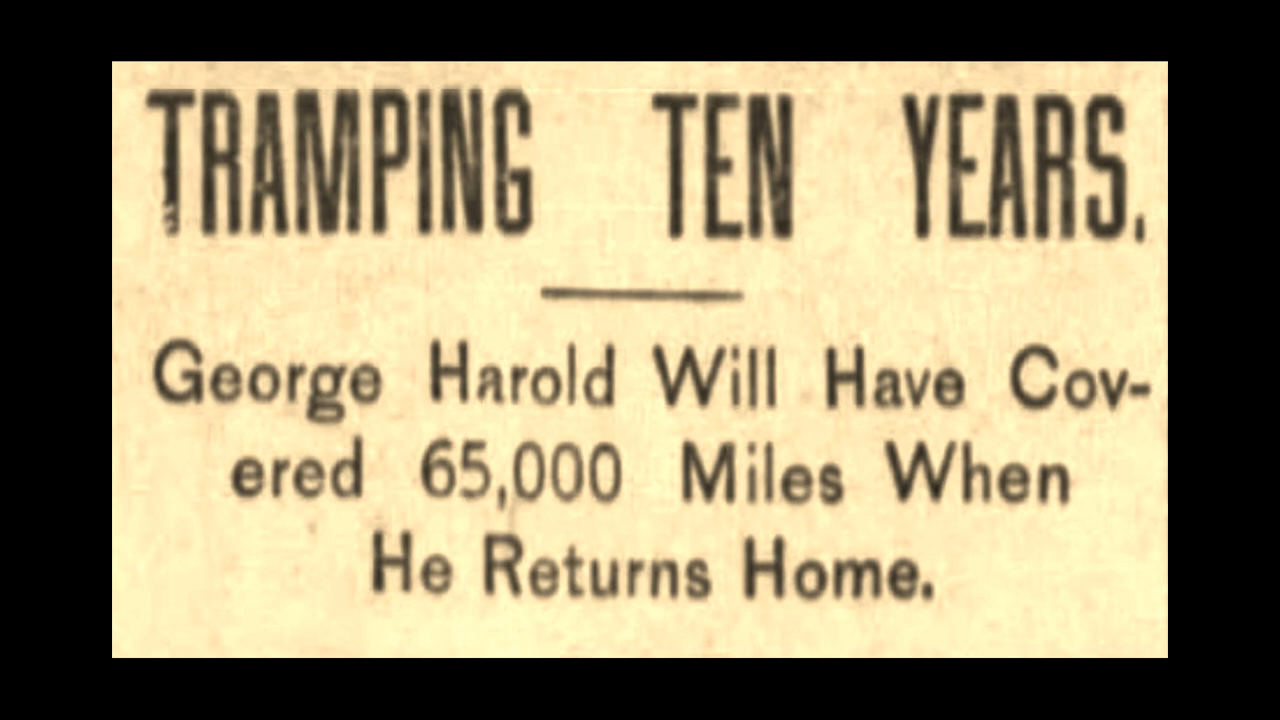 TRAMPING TEN YEARS.
George Harold Will Have Cov-
ered 65,000 Miles When
He Returns Home.